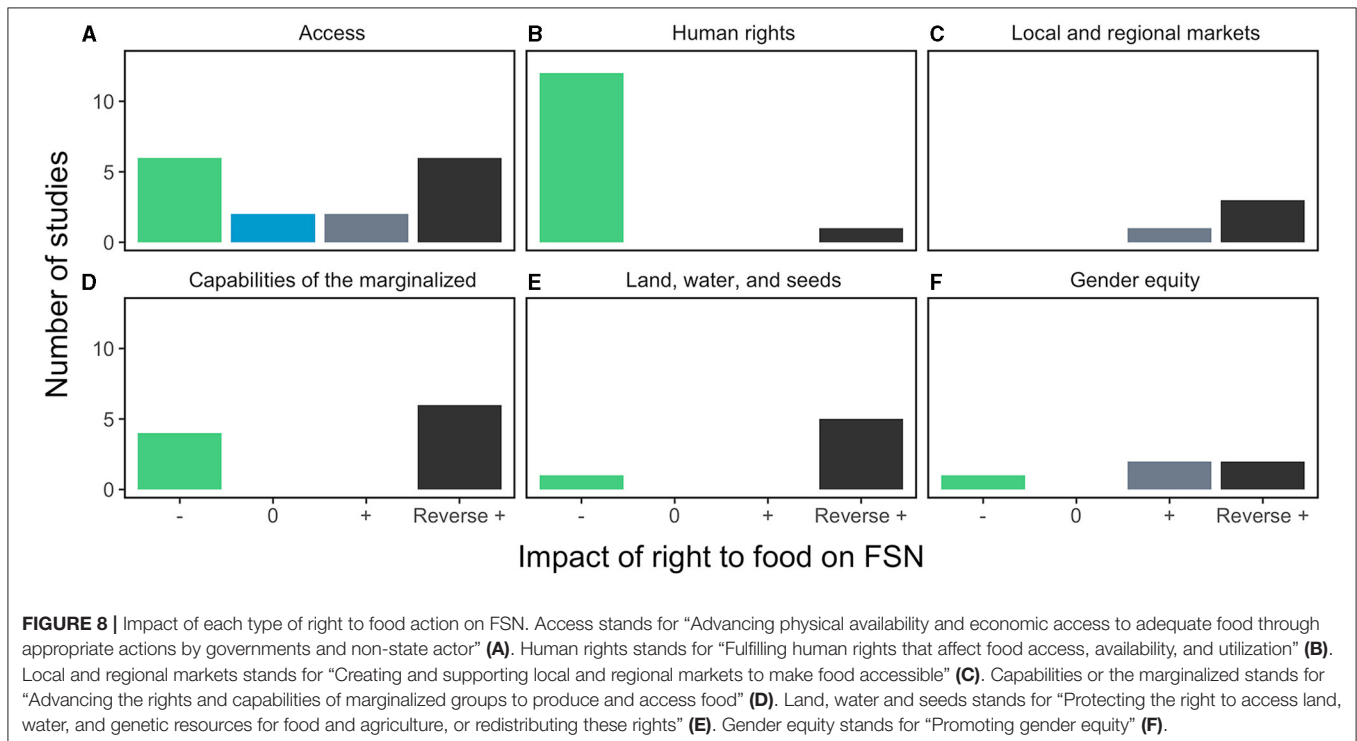 A Access
B Human rights
C Local and regional markets
10
5
0
Number of studies
D Capabilities of the marginalized
E Land, water, and seeds
F Gender equity
10
5
0
- 0 + Reverse +
- 0 + Reverse +
- 0 + Reverse +
Impact of right to food on FSN
FIGURE 8 | Impact of each type of right to food action on FSN. Access stands for “Advancing physical availability and economic access to adequate food through
appropriate actions by governments and non-state actor” (A). Human rights stands for “Fulfilling human rights that affect food access, availability, and utilization” (B).
Local and regional markets stands for “Creating and supporting local and regional markets to make food accessible” (C). Capabilities or the marginalized stands for
“Advancing the rights and capabilities of marginalized groups to produce and access food” (D). Land, water and seeds stands for “Protecting the right to access land,
water, and genetic resources for food and agriculture, or redistributing these rights” (E). Gender equity stands for “Promoting gender equity” (F).